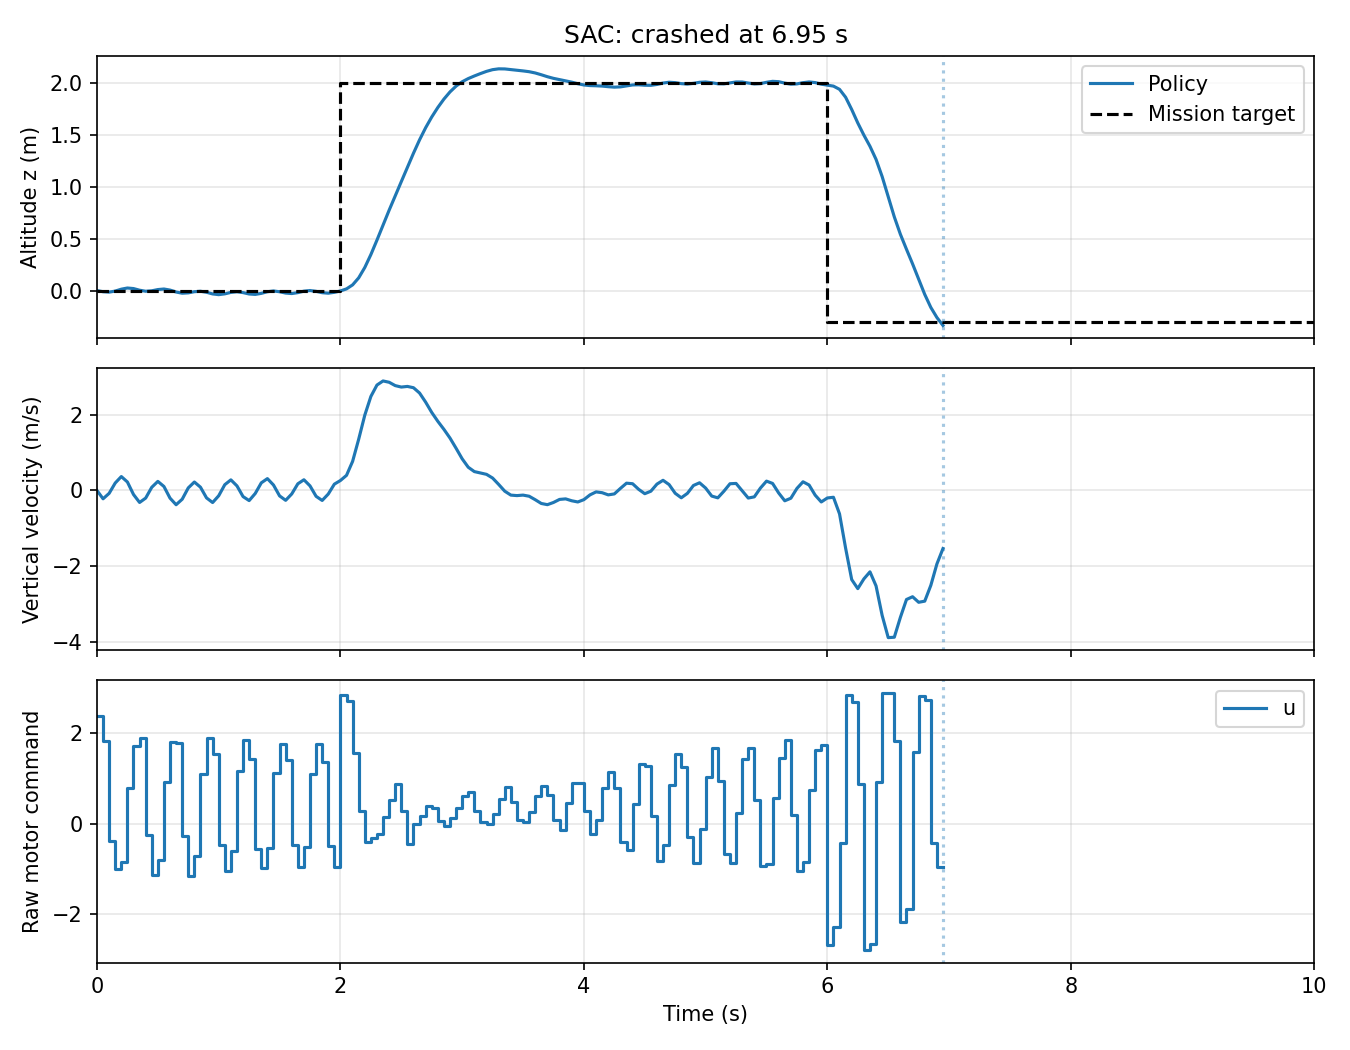 SAC: crashed at 6.95 s
Altitude z (m)
2.0
1.5
1.0
0.5
0.0
Policy
Mission target
Vertical velocity (m/s)
2
0
−2
−4
Raw motor command
2
0
−2
u
0 2 4 6 8 10
Time (s)